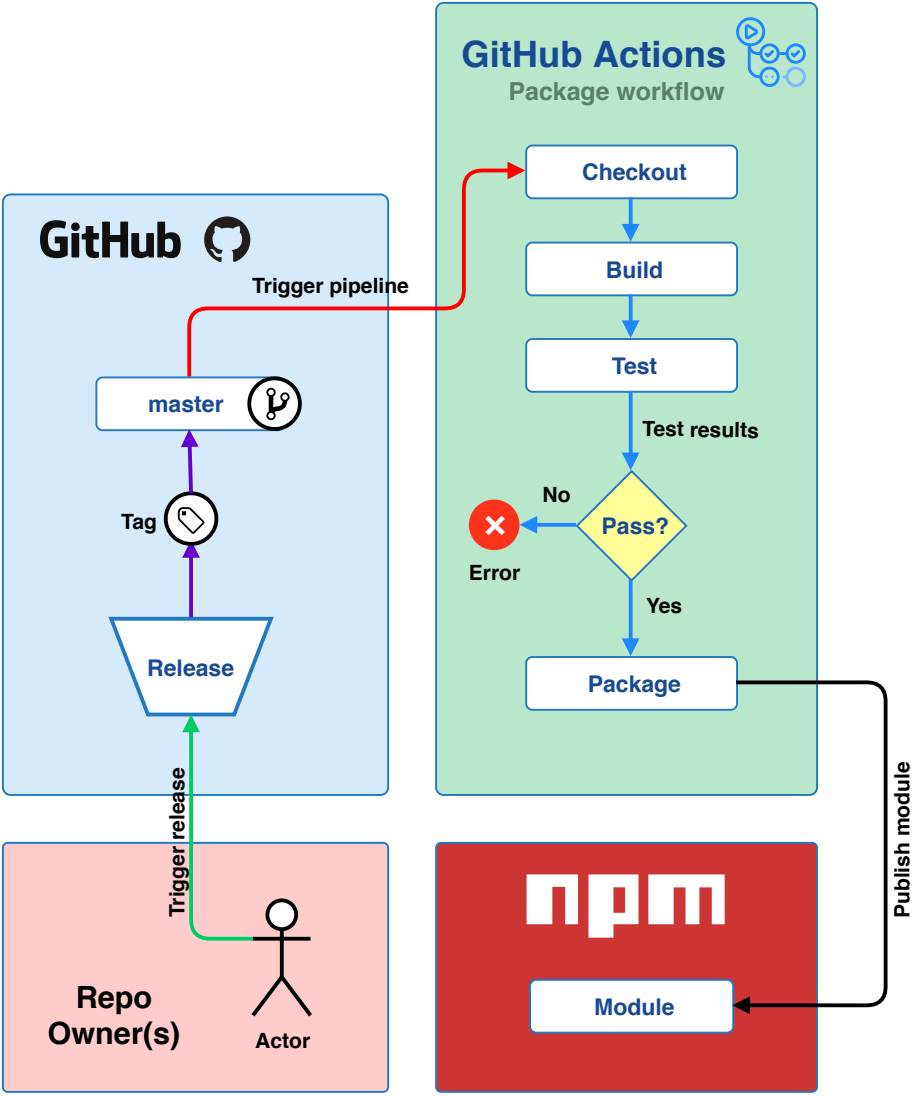 GitHub Actions
Package workflow
Checkout
GitHub
Build
Trigger pipeline
Test
master
Test results
No
Tag
Pass?
Error
Yes
Release
Package
Trigger release
Publish module
npm
Repo
Owner(s)
Actor
Module